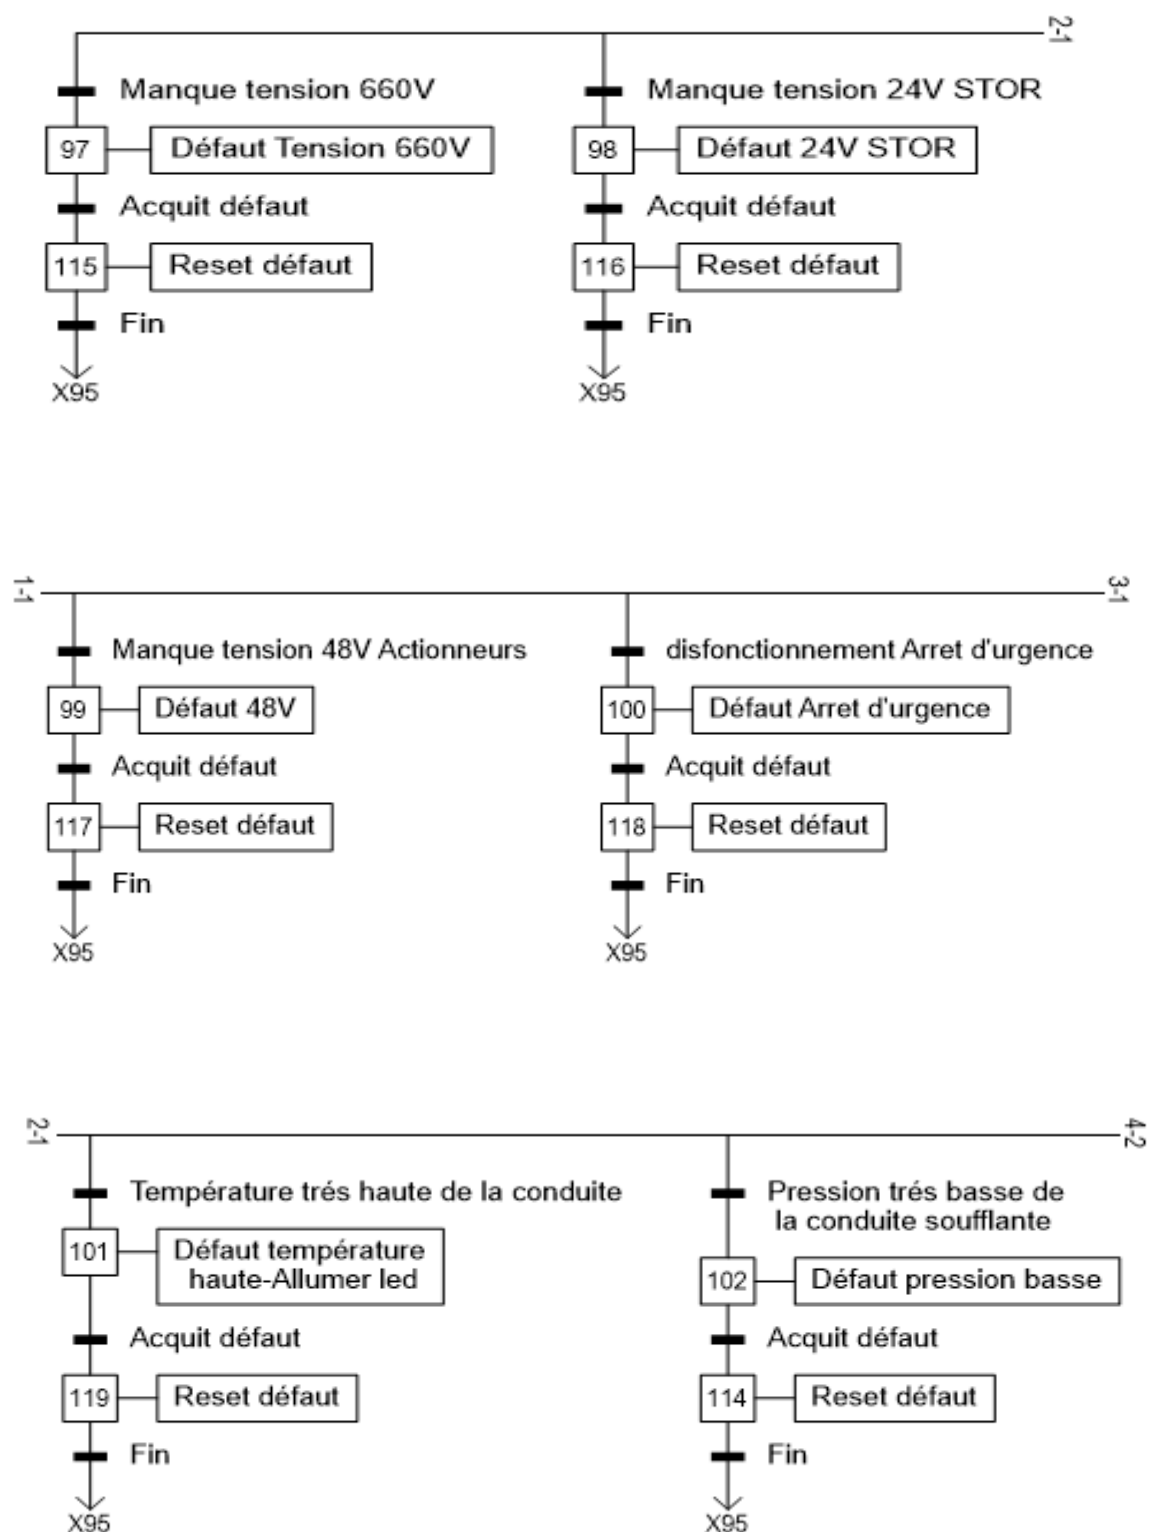 2-1
Manque tension 660V
Manque tension 24V STOR
97
Défaut Tension 660V
98
Défaut 24V STOR
Acquit défaut
Acquit défaut
115
Reset défaut
116
Reset défaut
Fin
Fin
X95
X95
1-1
3-1
Manque tension 48V Actionneurs
disfonctionnement Arret d'urgence
99
Défaut 48V
100
Défaut Arret d'urgence
Acquit défaut
Acquit défaut
117
Reset défaut
118
Reset défaut
Fin
Fin
X95
X95
2-1
4-2
Température trés haute de la conduite
Pression trés basse de
la conduite soufflante
101
Défaut température
haute-Allumer led
102
Défaut pression basse
Acquit défaut
Acquit défaut
119
Reset défaut
114
Reset défaut
Fin
Fin
X95
X95